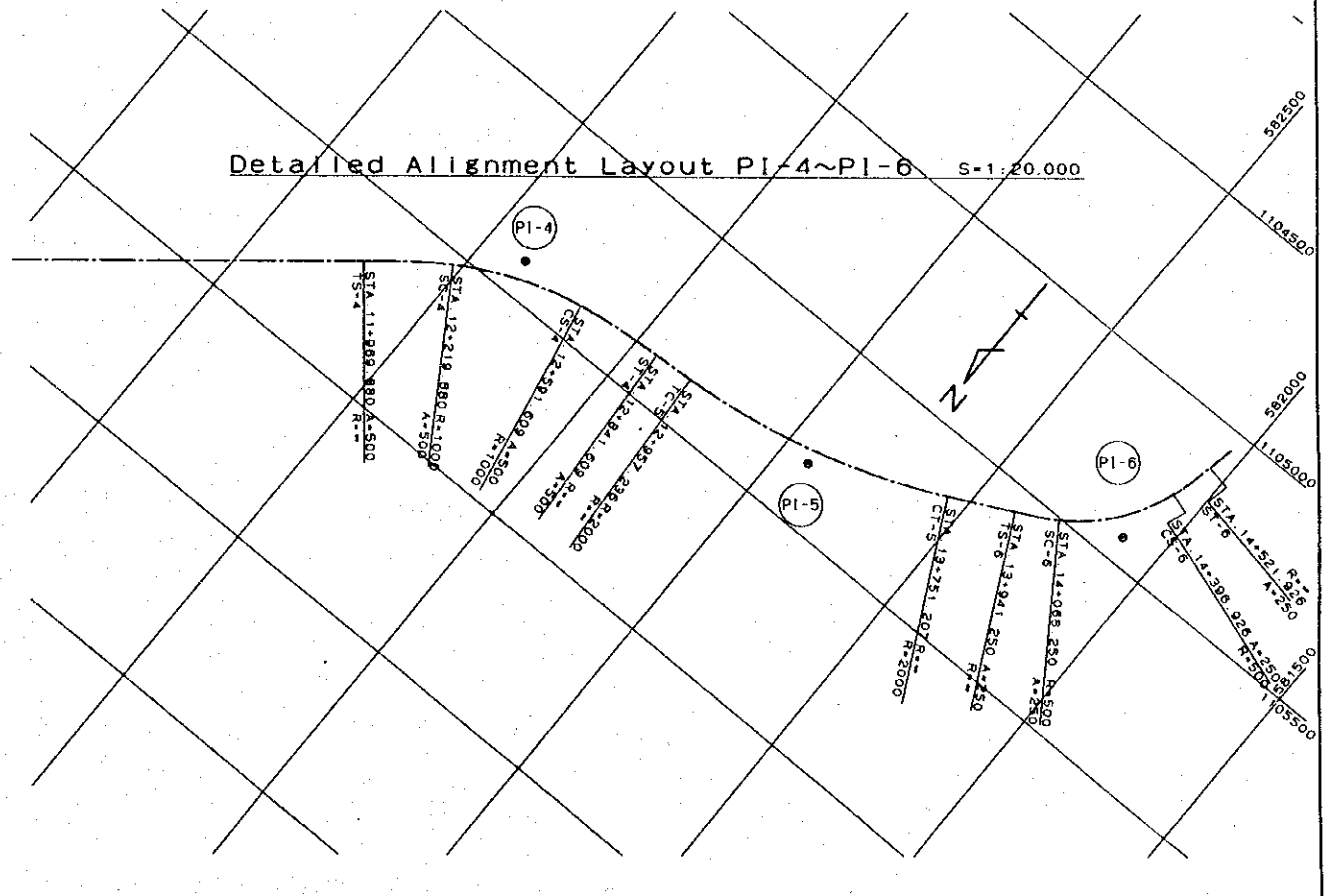 Detailed Alignment Layout PI-4~PI-6 S=1:20.000
582500
1104500
582000
1105000
581500
1105500
PI-4
PI-5
PI-6
N
STA. 11+969.880 A=500
TS-4 R=∞
STA. 12+219.880 R=1000
SC-4 A=500
STA. 12+591.609 A=500
CS-4 R=1000
STA. 12+841.609 R=∞
ST-4 A=500
STA. 12+957.236 R=2000
TC-5 R=∞
STA. 13+751.207 R=∞
CT-5 R=2000
STA. 13+941.250 A=250
TS-6 R=∞
STA. 14+066.250 R=500
SC-6 A=250
STA. 14+396.926 A=250
CS-6 R=500
STA. 14+521.926 R=∞
ST-6 A=250